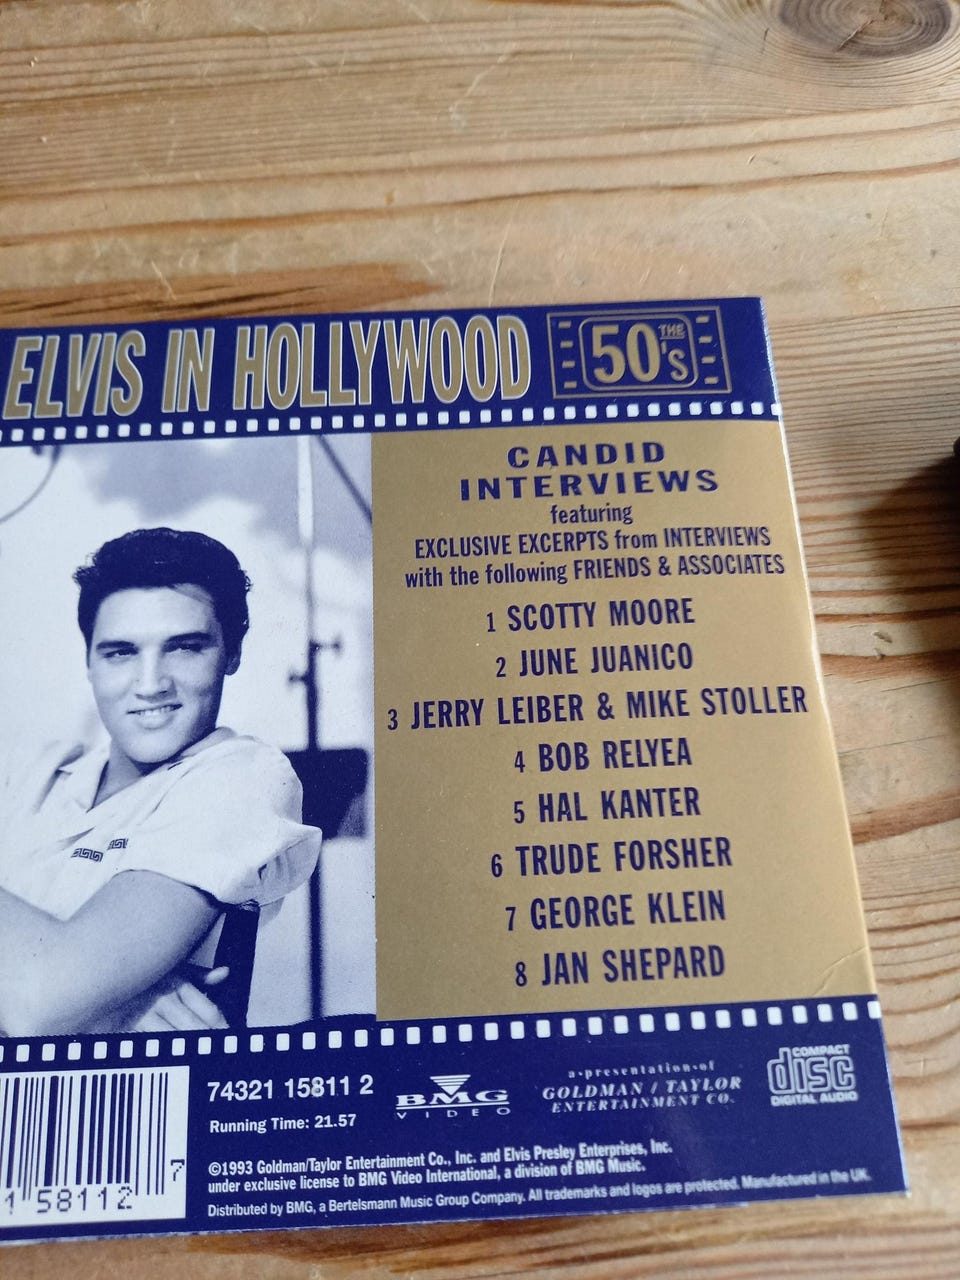 ELVIS IN HOLLYWOOD
THE
50's
CANDID
INTERVIEWS
featuring
EXCLUSIVE EXCERPTS from INTERVIEWS
with the following FRIENDS & ASSOCIATES
1 SCOTTY MOORE
2 JUNE JUANICO
3 JERRY LEIBER & MIKE STOLLER
4 BOB RELYEA
5 HAL KANTER
6 TRUDE FORSHER
7 GEORGE KLEIN
8 JAN SHEPARD
74321 15811 2
Running Time: 21.57
BMG
VIDEO
a•presentation•of
GOLDMAN / TAYLOR
ENTERTAINMENT CO.
COMPACT
disc
DIGITAL AUDIO
©1993 Goldman/Taylor Entertainment Co., Inc. and Elvis Presley Enterprises, Inc.
under exclusive license to BMG Video International, a division of BMG Music.
Distributed by BMG, a Bertelsmann Music Group Company. All trademarks and logos are protected. Manufactured in the UK.
1 58112 7